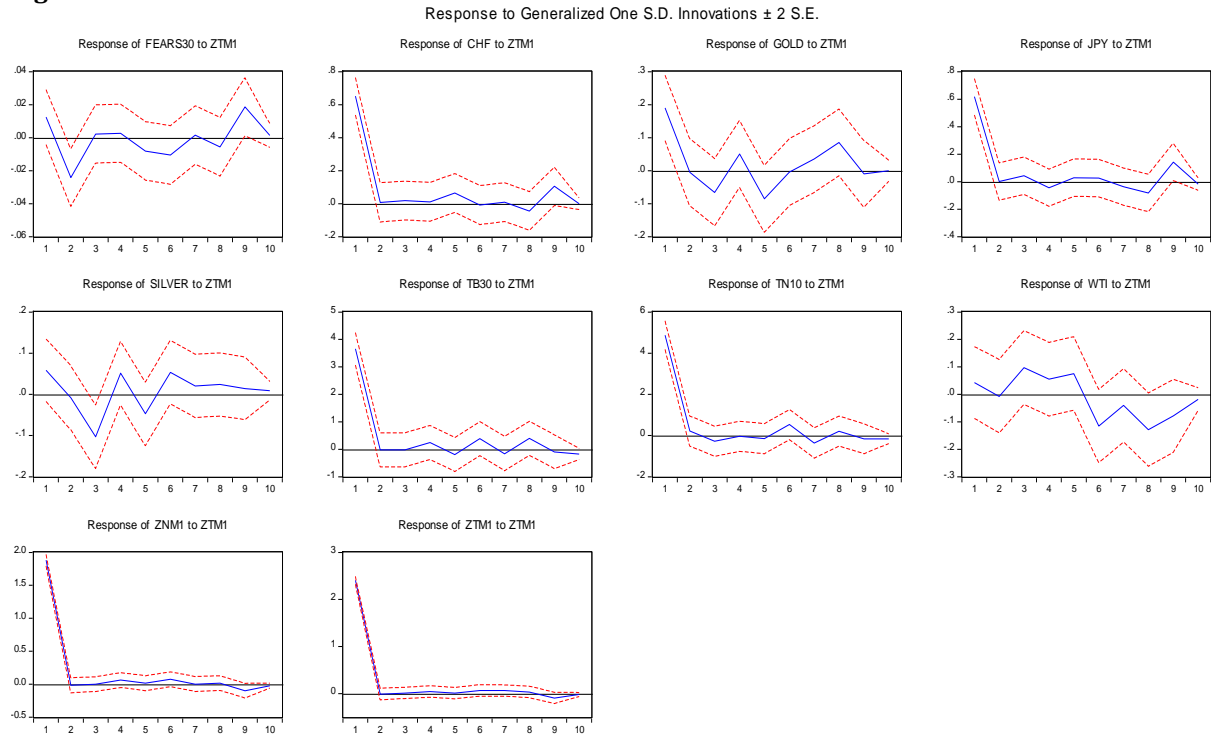 Response to Generalized One S.D. Innovations ± 2 S.E.
Response of FEARS30 to ZTM1
.04
.02
.00
-.02
-.04
-.06
1 2 3 4 5 6 7 8 9 10
Response of CHF to ZTM1
.8
.6
.4
.2
.0
-.2
1 2 3 4 5 6 7 8 9 10
Response of GOLD to ZTM1
.3
.2
.1
.0
-.1
-.2
1 2 3 4 5 6 7 8 9 10
Response of JPY to ZTM1
.8
.6
.4
.2
.0
-.2
-.4
1 2 3 4 5 6 7 8 9 10
Response of SILVER to ZTM1
.2
.1
.0
-.1
-.2
1 2 3 4 5 6 7 8 9 10
Response of TB30 to ZTM1
5
4
3
2
1
0
-1
1 2 3 4 5 6 7 8 9 10
Response of TN10 to ZTM1
6
4
2
0
-2
1 2 3 4 5 6 7 8 9 10
Response of WTI to ZTM1
.3
.2
.1
.0
-.1
-.2
-.3
1 2 3 4 5 6 7 8 9 10
Response of ZNM1 to ZTM1
2.0
1.5
1.0
0.5
0.0
-0.5
1 2 3 4 5 6 7 8 9 10
Response of ZTM1 to ZTM1
3
2
1
0
1 2 3 4 5 6 7 8 9 10